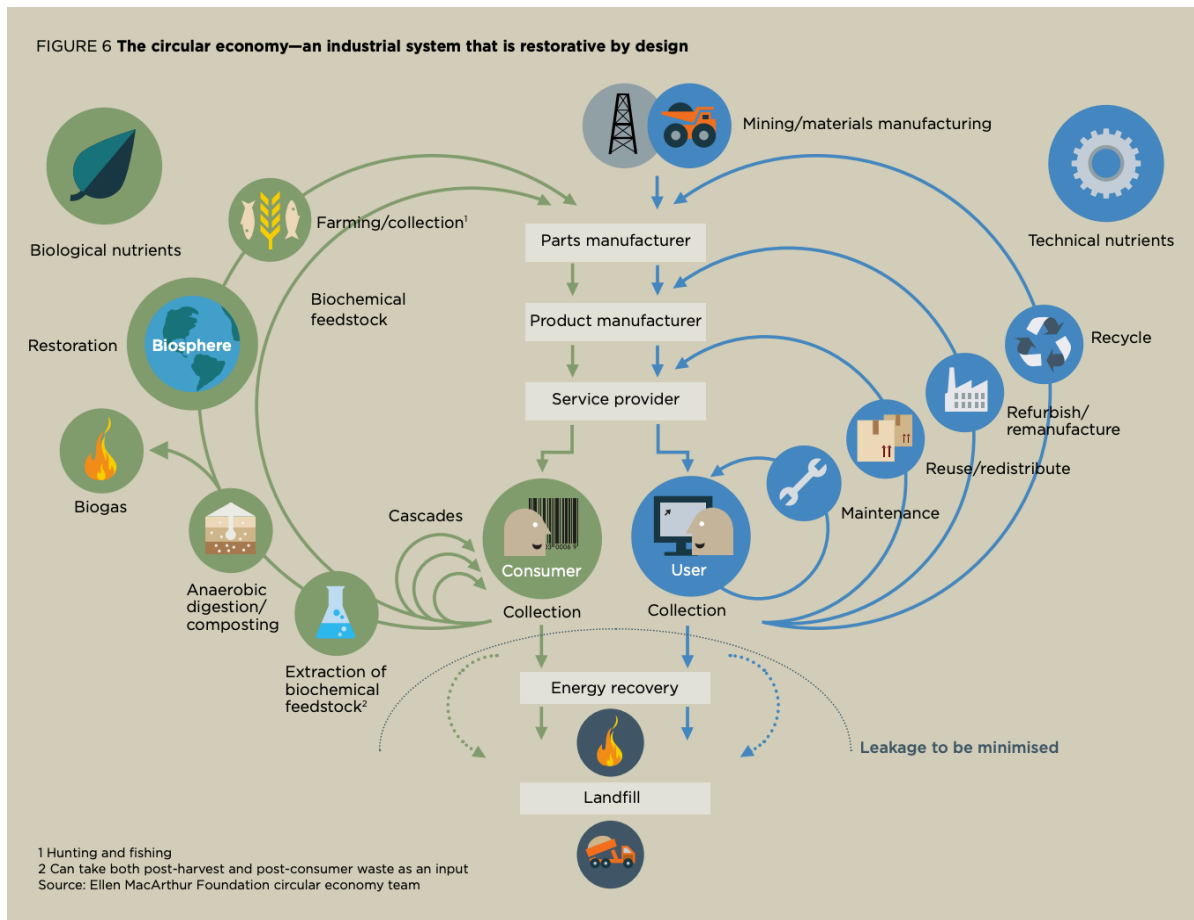 FIGURE 6 The circular economy—an industrial system that is restorative by design
Mining/materials manufacturing
Biological nutrients
Technical nutrients
Farming/collection1
Parts manufacturer
Biochemical
feedstock
Product manufacturer
Restoration
Biosphere
Recycle
Service provider
Refurbish/
remanufacture
Reuse/redistribute
Biogas
Cascades
Maintenance
Consumer
User
Collection
Collection
Anaerobic
digestion/
composting
Extraction of
biochemical
feedstock2
Energy recovery
Leakage to be minimised
Landfill
1 Hunting and fishing
2 Can take both post-harvest and post-consumer waste as an input
Source: Ellen MacArthur Foundation circular economy team